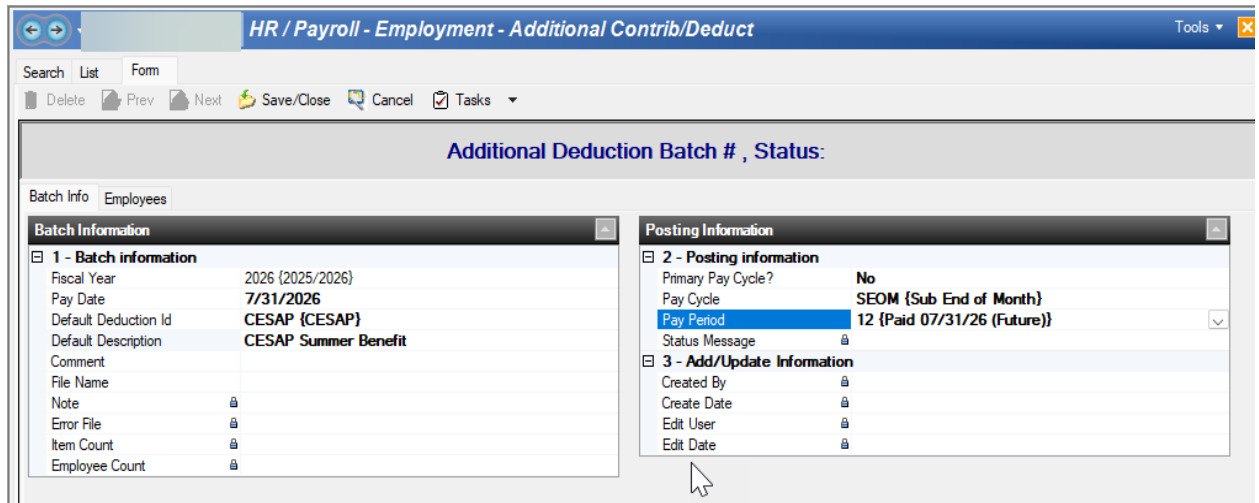 HR / Payroll - Employment - Additional Contrib/Deduct
Tools
Search List Form
Delete Prev Next Save/Close Cancel Tasks
Additional Deduction Batch # , Status:
Batch Info Employees
Batch Information
1 - Batch information
Fiscal Year 2026 {2025/2026}
Pay Date 7/31/2026
Default Deduction Id CESAP {CESAP}
Default Description CESAP Summer Benefit
Comment
File Name
Note
Error File
Item Count
Employee Count
Posting Information
2 - Posting information
Primary Pay Cycle? No
Pay Cycle SEOM {Sub End of Month}
Pay Period 12 {Paid 07/31/26 (Future)}
Status Message
3 - Add/Update Information
Created By
Create Date
Edit User
Edit Date